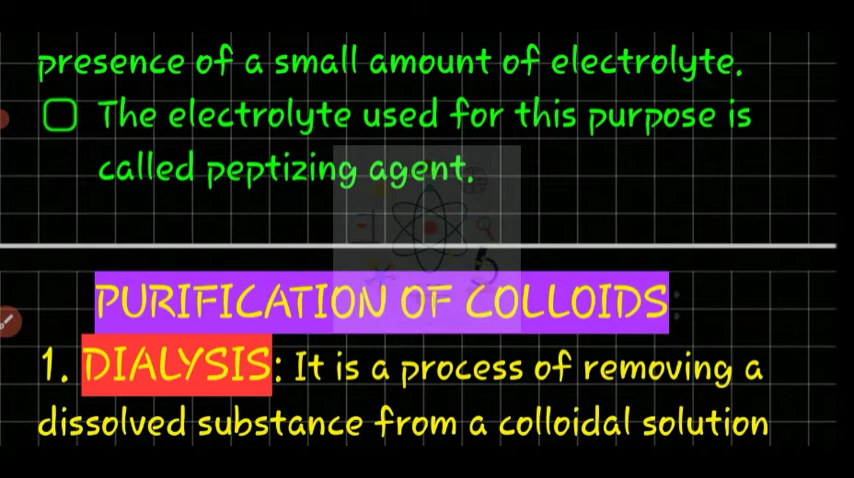 presence of a small amount of electrolyte.
The electrolyte used for this purpose is
called peptizing agent.
PURIFICATION OF COLLOIDS:
1. DIALYSIS: It is a process of removing a
dissolved substance from a colloidal solution